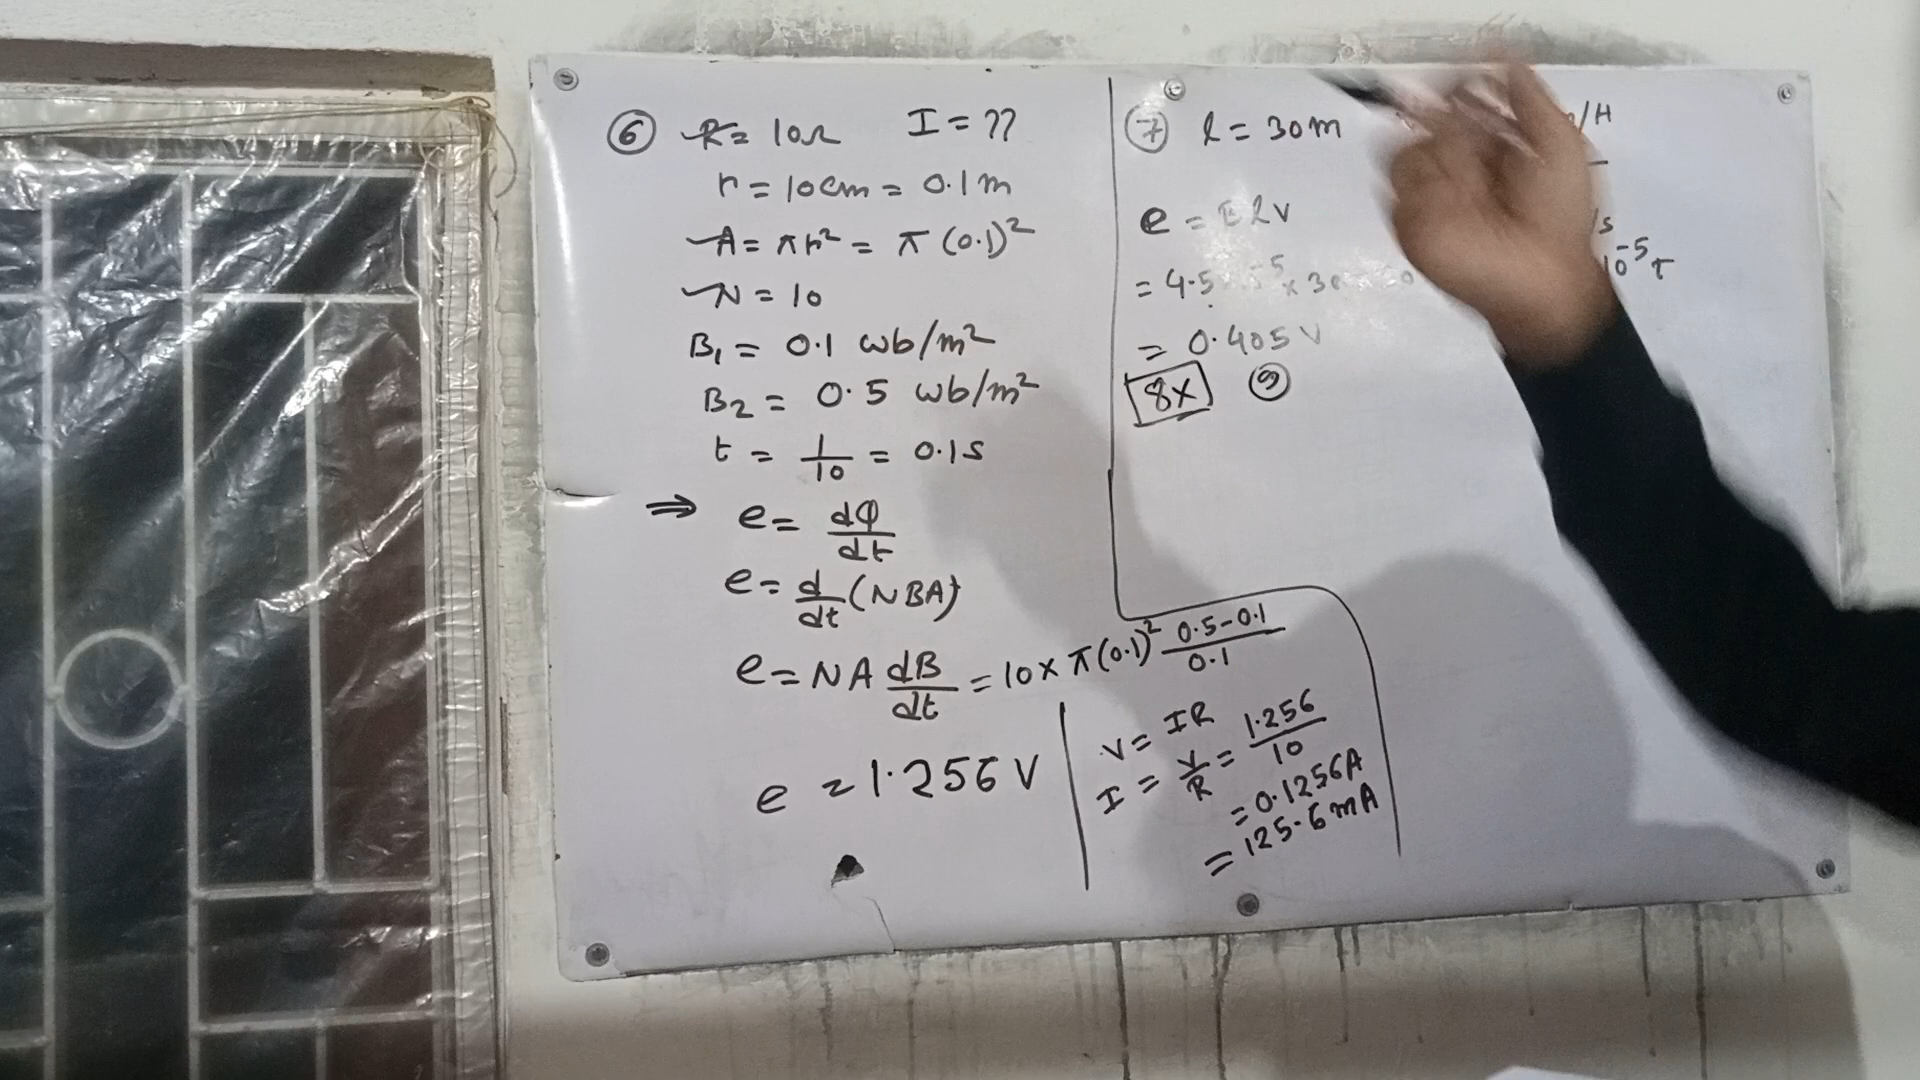 ⑥ R = 10Ω I = ??
r = 10cm = 0.1m
A = πr² = π (0.1)²
N = 10
B₁ = 0.1 wb/m²
B₂ = 0.5 wb/m²
t = 1/10 = 0.1s
⇒ e = dφ/dt
e = d/dt (NBA)
e = NA dB/dt = 10 × π(0.1)² (0.5-0.1)/0.1
e = 1.256 V
V = IR
I = V/R = 1.256/10
= 0.1256A
= 125.6 mA
⑦ l = 30m /H
e = Blv /s
= 4.5 ⁻⁵ × 30 10⁻⁵T
= 0.405 V
8x ⑨